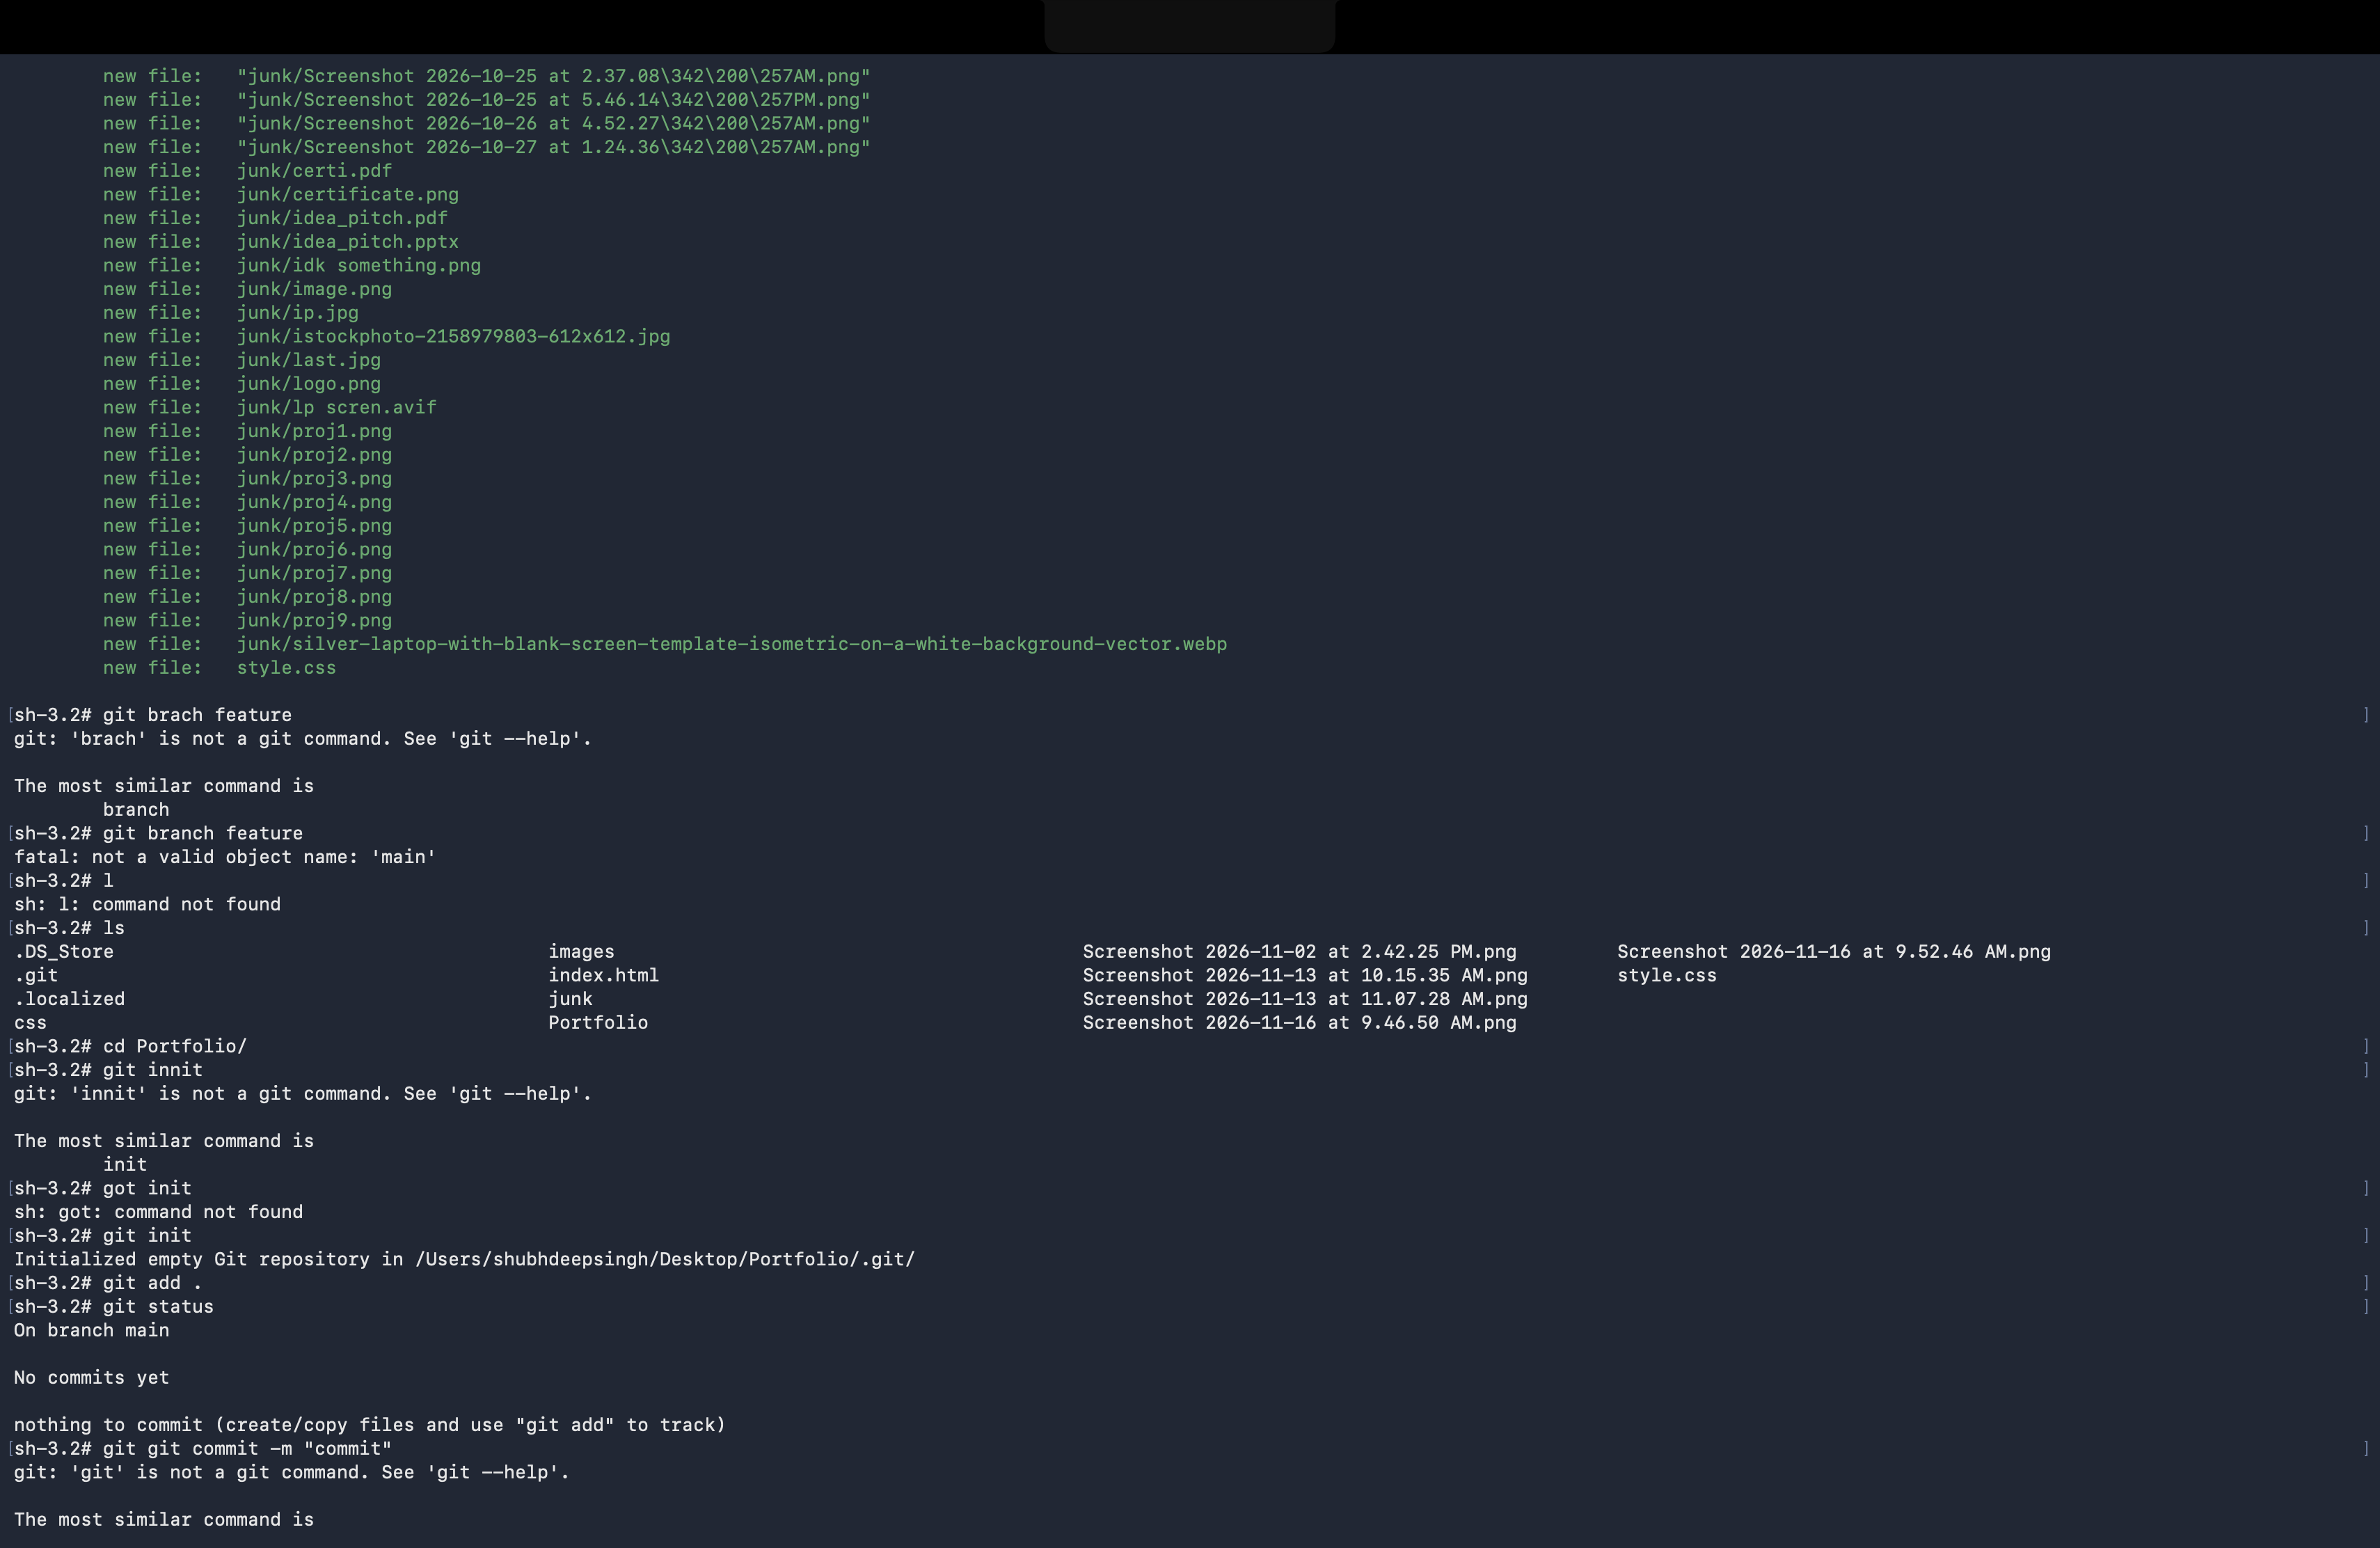 new file:   "junk/Screenshot 2026-10-25 at 2.37.08\342\200\257AM.png"
new file:   "junk/Screenshot 2026-10-25 at 5.46.14\342\200\257PM.png"
new file:   "junk/Screenshot 2026-10-26 at 4.52.27\342\200\257AM.png"
new file:   "junk/Screenshot 2026-10-27 at 1.24.36\342\200\257AM.png"
new file:   junk/certi.pdf
new file:   junk/certificate.png
new file:   junk/idea_pitch.pdf
new file:   junk/idea_pitch.pptx
new file:   junk/idk something.png
new file:   junk/image.png
new file:   junk/ip.jpg
new file:   junk/istockphoto-2158979803-612x612.jpg
new file:   junk/last.jpg
new file:   junk/logo.png
new file:   junk/lp scren.avif
new file:   junk/proj1.png
new file:   junk/proj2.png
new file:   junk/proj3.png
new file:   junk/proj4.png
new file:   junk/proj5.png
new file:   junk/proj6.png
new file:   junk/proj7.png
new file:   junk/proj8.png
new file:   junk/proj9.png
new file:   junk/silver-laptop-with-blank-screen-template-isometric-on-a-white-background-vector.webp
new file:   style.css
[sh-3.2# git brach feature ]
git: 'brach' is not a git command. See 'git --help'.
The most similar command is
branch
[sh-3.2# git branch feature ]
fatal: not a valid object name: 'main'
[sh-3.2# l ]
sh: l: command not found
[sh-3.2# ls ]
.DS_Store images Screenshot 2026-11-02 at 2.42.25 PM.png Screenshot 2026-11-16 at 9.52.46 AM.png
.git index.html Screenshot 2026-11-13 at 10.15.35 AM.png style.css
.localized junk Screenshot 2026-11-13 at 11.07.28 AM.png
css Portfolio Screenshot 2026-11-16 at 9.46.50 AM.png
[sh-3.2# cd Portfolio/ ]
[sh-3.2# git innit ]
git: 'innit' is not a git command. See 'git --help'.
The most similar command is
init
[sh-3.2# got init ]
sh: got: command not found
[sh-3.2# git init ]
Initialized empty Git repository in /Users/shubhdeepsingh/Desktop/Portfolio/.git/
[sh-3.2# git add . ]
[sh-3.2# git status ]
On branch main
No commits yet
nothing to commit (create/copy files and use "git add" to track)
[sh-3.2# git git commit -m "commit" ]
git: 'git' is not a git command. See 'git --help'.
The most similar command is